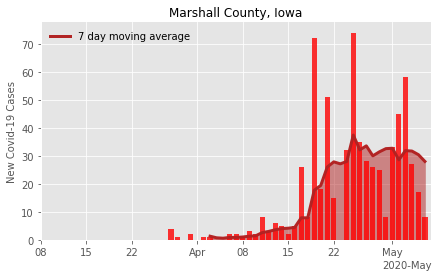 Marshall County, Iowa
7 day moving average
New Covid-19 Cases
70
60
50
40
30
20
10
0
08 15 22 Apr 08 15 22 May
2020-May